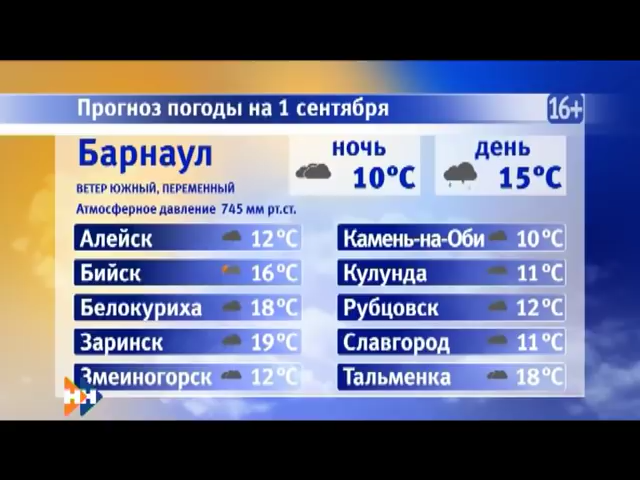 Прогноз погоды на 1 сентября
16+
Барнаул
ночь
10°C
день
15°C
ВЕТЕР ЮЖНЫЙ, ПЕРЕМЕННЫЙ
Атмосферное давление 745 мм рт.ст.
Алейск 12°C
Бийск 16°C
Белокуриха 18°C
Заринск 19°C
Змеиногорск 12°C
Камень-на-Оби 10°C
Кулунда 11°C
Рубцовск 12°C
Славгород 11°C
Тальменка 18°C
НН